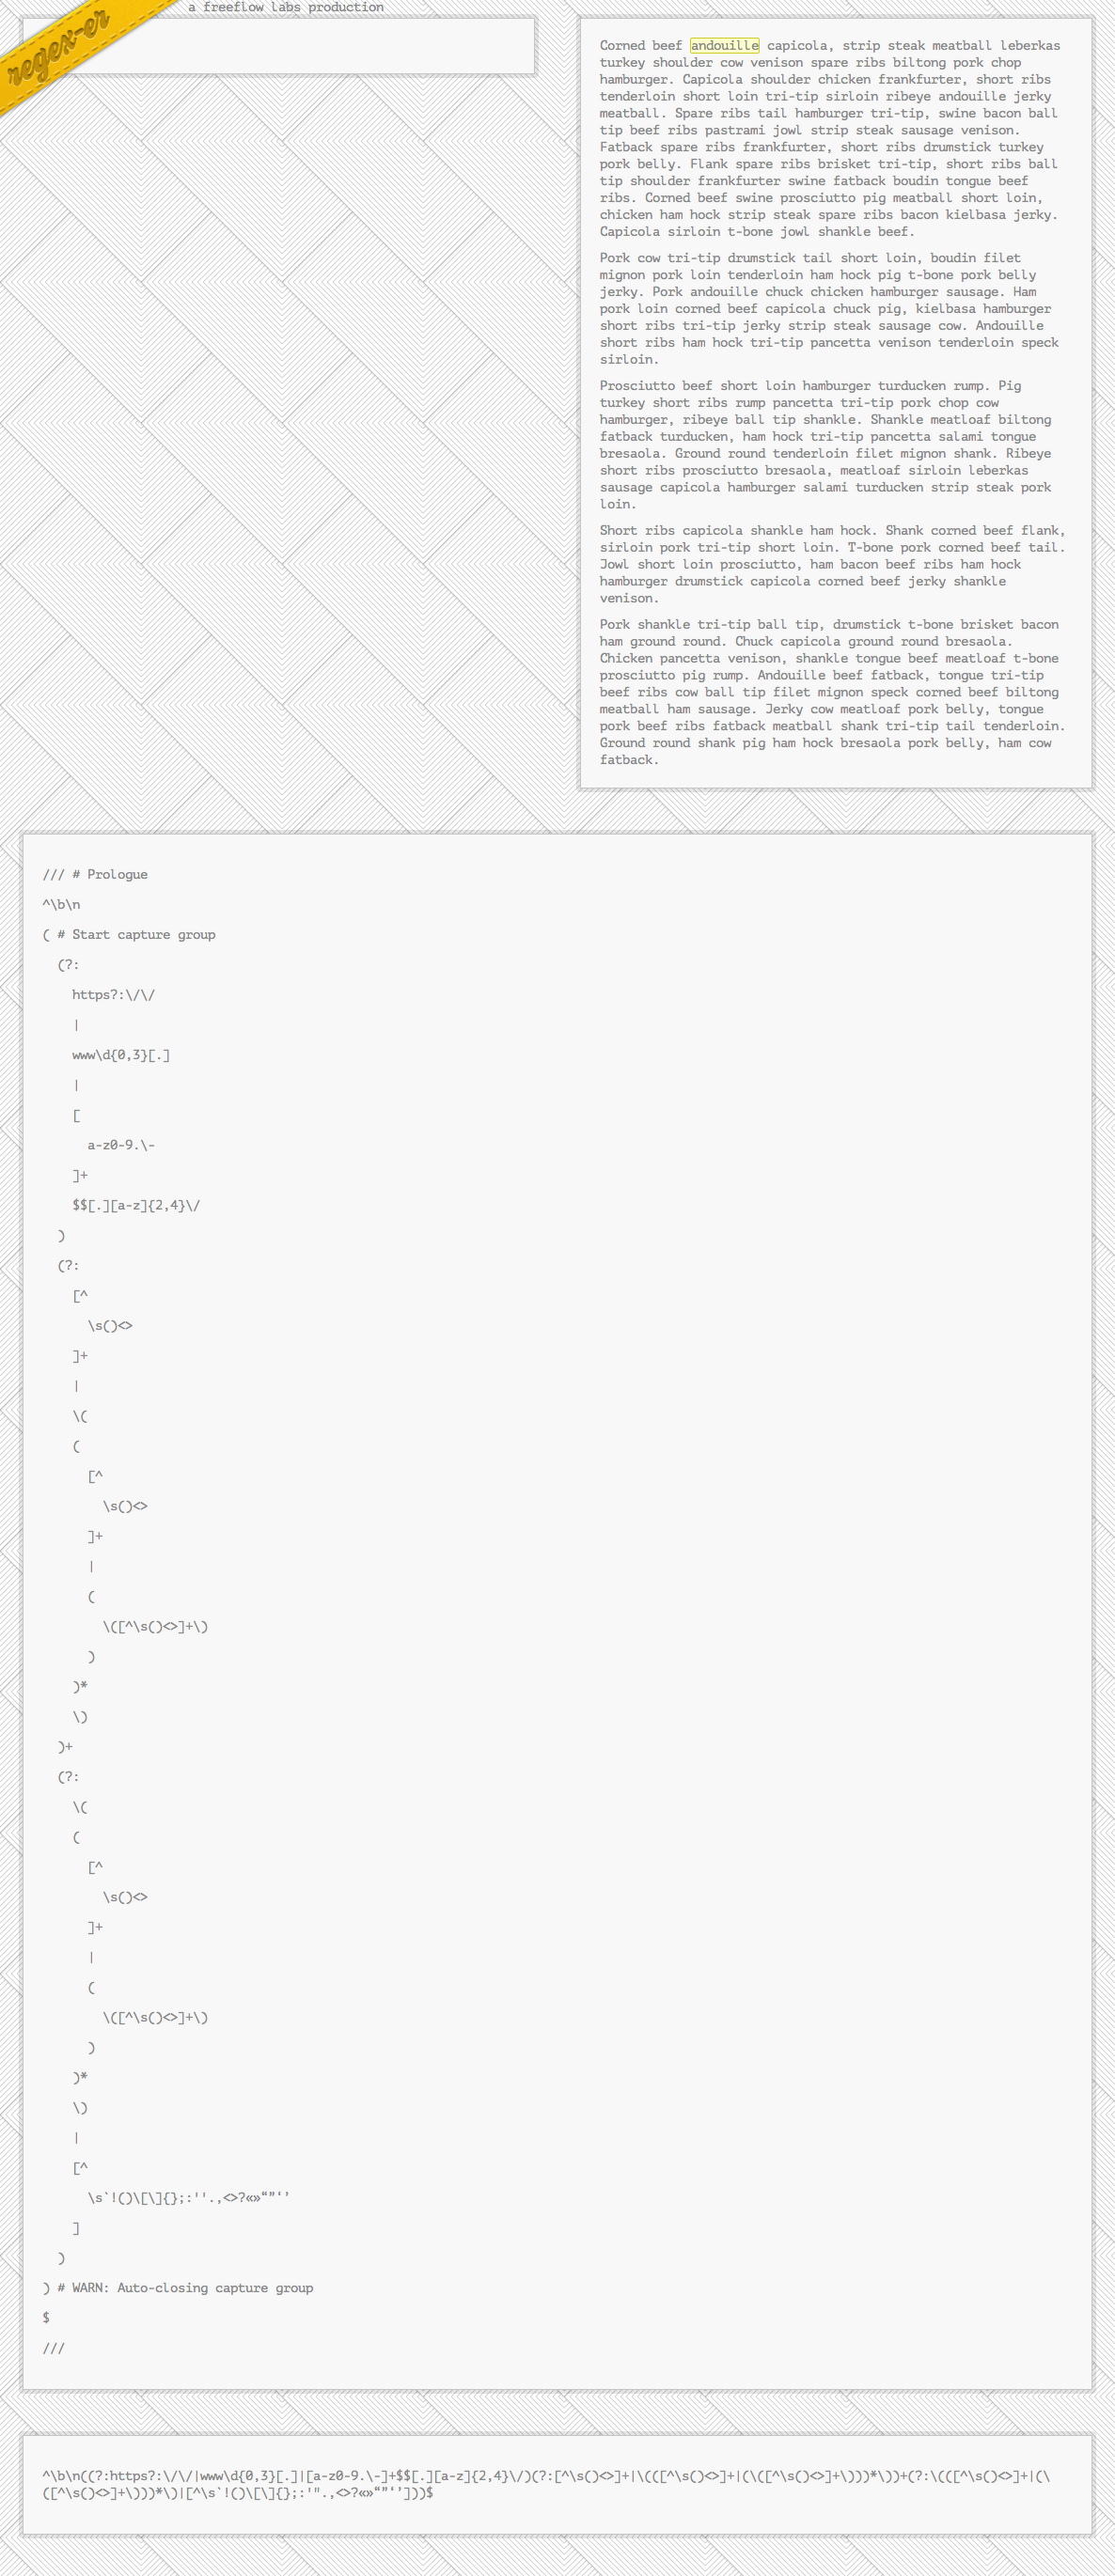 a freeflow labs production
regex-er
Corned beef andouille capicola, strip steak meatball leberkas
turkey shoulder cow venison spare ribs biltong pork chop
hamburger. Capicola shoulder chicken frankfurter, short ribs
tenderloin short loin tri-tip sirloin ribeye andouille jerky
meatball. Spare ribs tail hamburger tri-tip, swine bacon ball
tip beef ribs pastrami jowl strip steak sausage venison.
Fatback spare ribs frankfurter, short ribs drumstick turkey
pork belly. Flank spare ribs brisket tri-tip, short ribs ball
tip shoulder frankfurter swine fatback boudin tongue beef
ribs. Corned beef swine prosciutto pig meatball short loin,
chicken ham hock strip steak spare ribs bacon kielbasa jerky.
Capicola sirloin t-bone jowl shankle beef.
Pork cow tri-tip drumstick tail short loin, boudin filet
mignon pork loin tenderloin ham hock pig t-bone pork belly
jerky. Pork andouille chuck chicken hamburger sausage. Ham
pork loin corned beef capicola chuck pig, kielbasa hamburger
short ribs tri-tip jerky strip steak sausage cow. Andouille
short ribs ham hock tri-tip pancetta venison tenderloin speck
sirloin.
Prosciutto beef short loin hamburger turducken rump. Pig
turkey short ribs rump pancetta tri-tip pork chop cow
hamburger, ribeye ball tip shankle. Shankle meatloaf biltong
fatback turducken, ham hock tri-tip pancetta salami tongue
bresaola. Ground round tenderloin filet mignon shank. Ribeye
short ribs prosciutto bresaola, meatloaf sirloin leberkas
sausage capicola hamburger salami turducken strip steak pork
loin.
Short ribs capicola shankle ham hock. Shank corned beef flank,
sirloin pork tri-tip short loin. T-bone pork corned beef tail.
Jowl short loin prosciutto, ham bacon beef ribs ham hock
hamburger drumstick capicola corned beef jerky shankle
venison.
Pork shankle tri-tip ball tip, drumstick t-bone brisket bacon
ham ground round. Chuck capicola ground round bresaola.
Chicken pancetta venison, shankle tongue beef meatloaf t-bone
prosciutto pig rump. Andouille beef fatback, tongue tri-tip
beef ribs cow ball tip filet mignon speck corned beef biltong
meatball ham sausage. Jerky cow meatloaf pork belly, tongue
pork beef ribs fatback meatball shank tri-tip tail tenderloin.
Ground round shank pig ham hock bresaola pork belly, ham cow
fatback.
/// # Prologue
^\b\n
( # Start capture group
(?:
https?:\/\/
|
www\d{0,3}[.]
|
[
a-z0-9.\-
]+
$$[.][a-z]{2,4}\/
)
(?:
[^
\s()<>
]+
|
\(
(
[^
\s()<>
]+
|
(
\([^\s()<>]+\)
)
)*
\)
)+
(?:
\(
(
[^
\s()<>
]+
|
(
\([^\s()<>]+\)
)
)*
\)
|
[^
\s`!()\[\]{};:''.,<>?«»“”‘’
]
)
) # WARN: Auto-closing capture group
$
///
^\b\n((?:https?:\/\/|www\d{0,3}[.]|[a-z0-9.\-]+$$[.][a-z]{2,4}\/)(?:[^\s()<>]+|\(([^\s()<>]+|(\([^\s()<>]+\)))*\))+(?:\(([^\s()<>]+|(\
([^\s()<>]+\)))*\)|[^\s`!()\[\]{};:'".,<>?«»“”‘’]))$